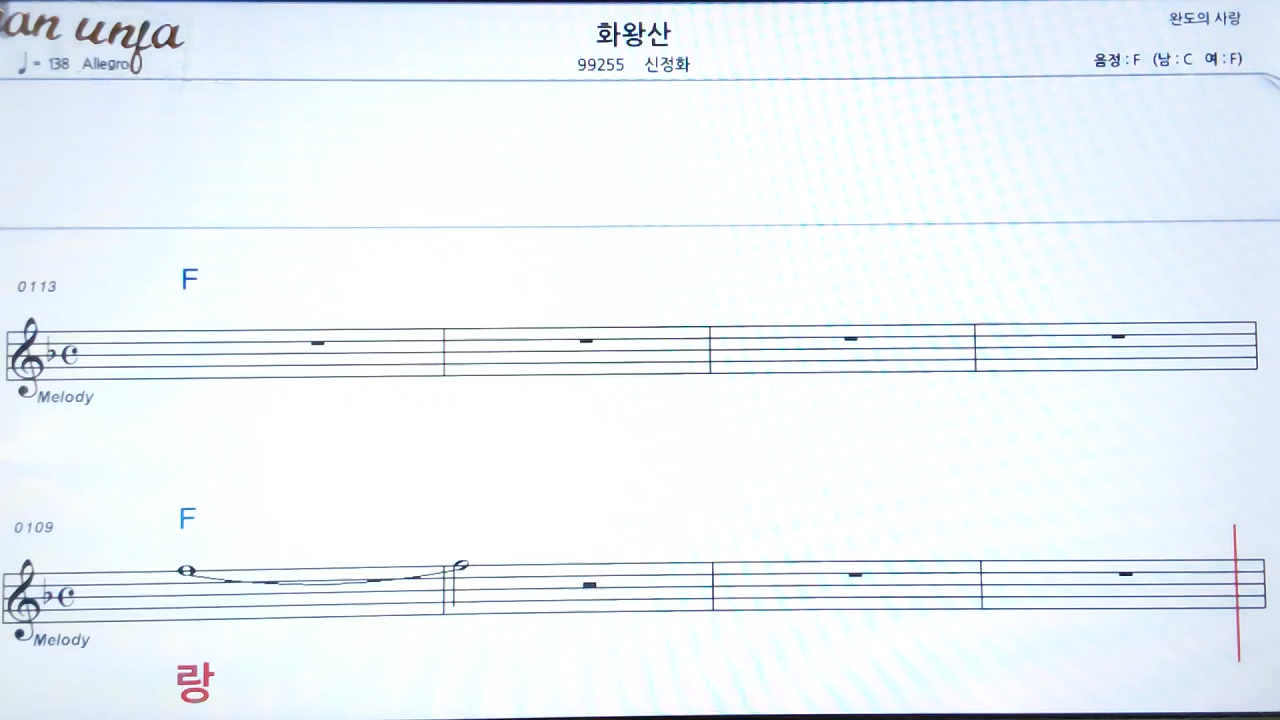 an unfa
화왕산
완도의 사랑
♩= 138 Allegro
99255 신정화
음정 : F (남 : C 여 : F)
0113
F
Melody
0109
F
Melody
랑